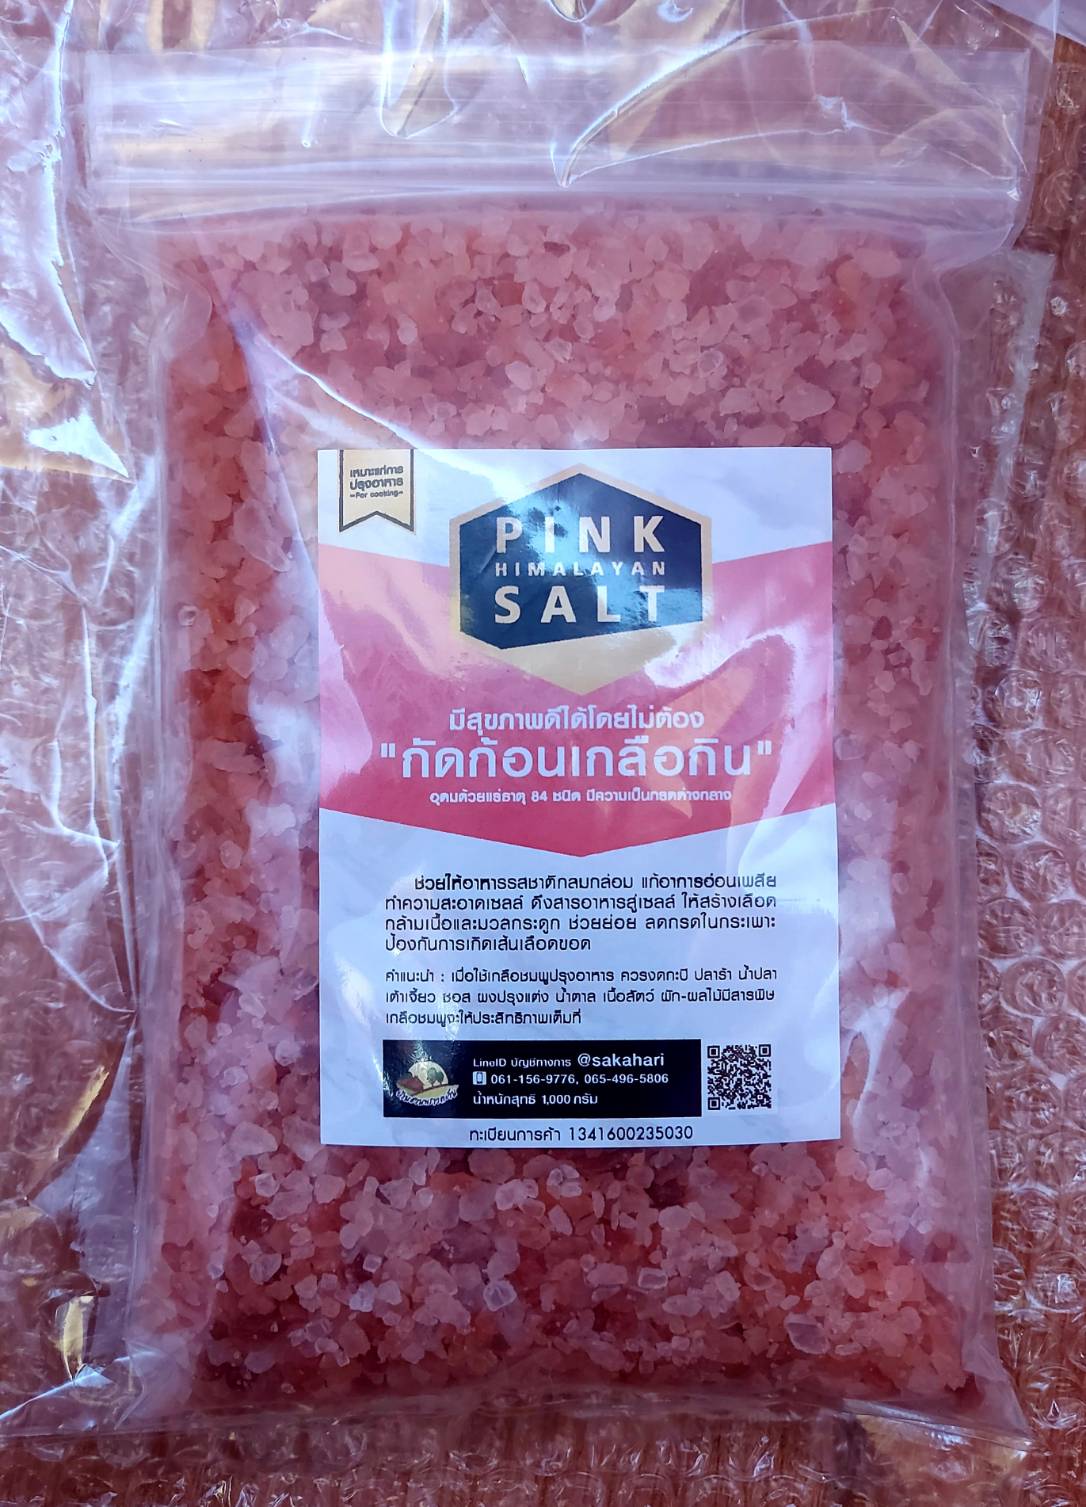 เหมาะแก่การ
ปรุงอาหาร
-For cooking-
PINK
HIMALAYAN
SALT
มีสุขภาพดีได้โดยไม่ต้อง
"กัดก้อนเกลือกิน"
อุดมด้วยแร่ธาตุ 84 ชนิด มีความเป็นกรดด่างกลาง
ช่วยให้อาหารรสชาติกลมกล่อม แก้อาการอ่อนเพลีย
ทำความสะอาดเซลล์ ดึงสารอาหารสู่เซลล์ ให้สร้างเลือด
กล้ามเนื้อและมวลกระดูก ช่วยย่อย ลดกรดในกระเพาะ
ป้องกันการเกิดเส้นเลือดขอด
คำแนะนำ : เมื่อใช้เกลือชมพูปรุงอาหาร ควรงดกะปิ ปลาร้า น้ำปลา
เต้าเจี้ยว ซอส ผงปรุงแต่ง น้ำตาล เนื้อสัตว์ ผัก-ผลไม้มีสารพิษ
เกลือชมพูจะให้ประสิทธิภาพเต็มที่
LineID บัญชีทางการ @sakahari
061-156-9776, 065-496-5806
น้ำหนักสุทธิ 1,000 กรัม
ทะเบียนการค้า 1341600235030